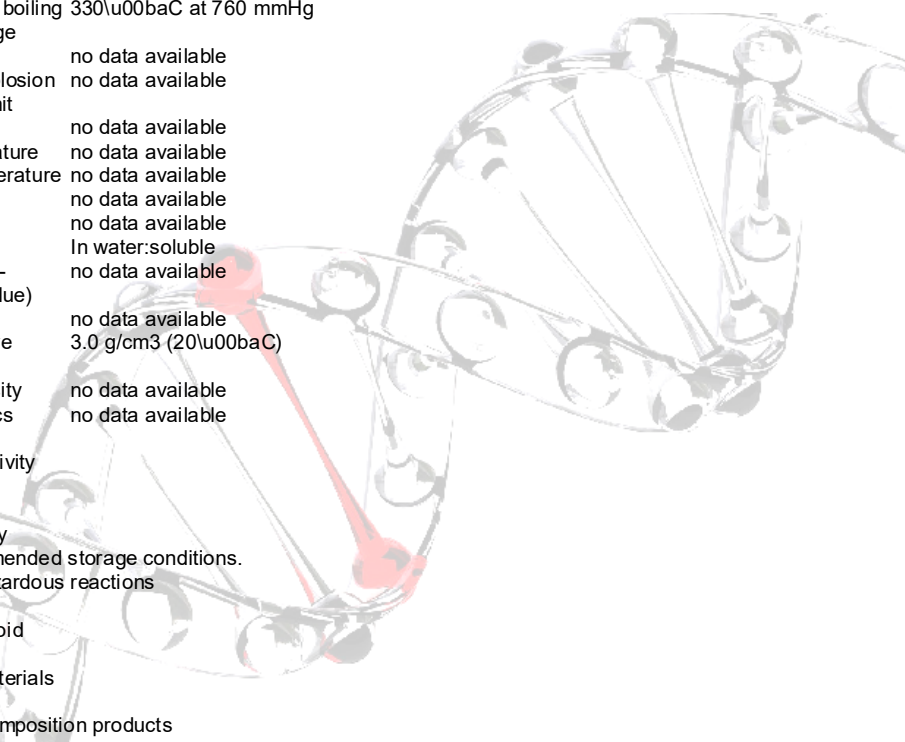 boiling 330\u00baC at 760 mmHg
ge
no data available
losion no data available
nit
no data available
ature no data available
erature no data available
no data available
no data available
In water:soluble
- no data available
lue)
no data available
e 3.0 g/cm3 (20\u00baC)
ity no data available
cs no data available
ivity
y
nended storage conditions.
zardous reactions
oid
terials
mposition products